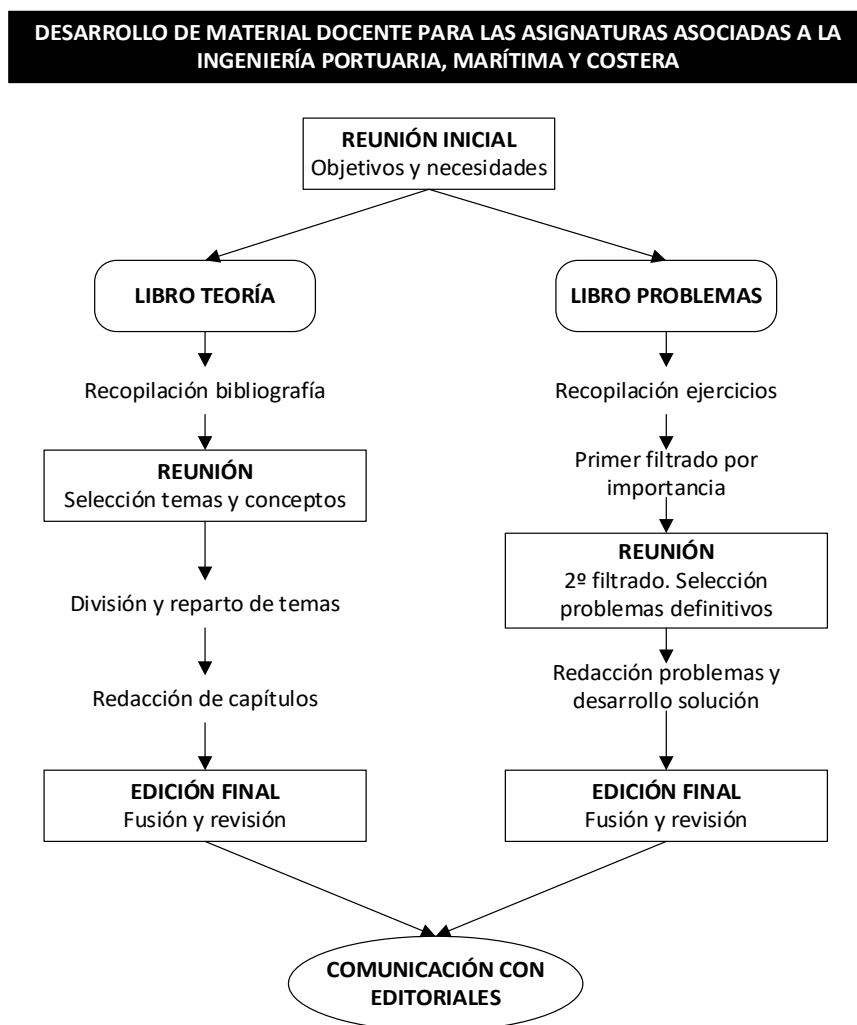 DESARROLLO DE MATERIAL DOCENTE PARA LAS ASIGNATURAS ASOCIADAS A LA
INGENIERÍA PORTUARIA, MARÍTIMA Y COSTERA
REUNIÓN INICIAL
Objetivos y necesidades
LIBRO TEORÍA
Recopilación bibliografía
REUNIÓN
Selección temas y conceptos
División y reparto de temas
Redacción de capítulos
EDICIÓN FINAL
Fusión y revisión
LIBRO PROBLEMAS
Recopilación ejercicios
Primer filtrado por
importancia
REUNIÓN
2º filtrado. Selección
problemas definitivos
Redacción problemas y
desarrollo solución
EDICIÓN FINAL
Fusión y revisión
COMUNICACIÓN CON
EDITORIALES